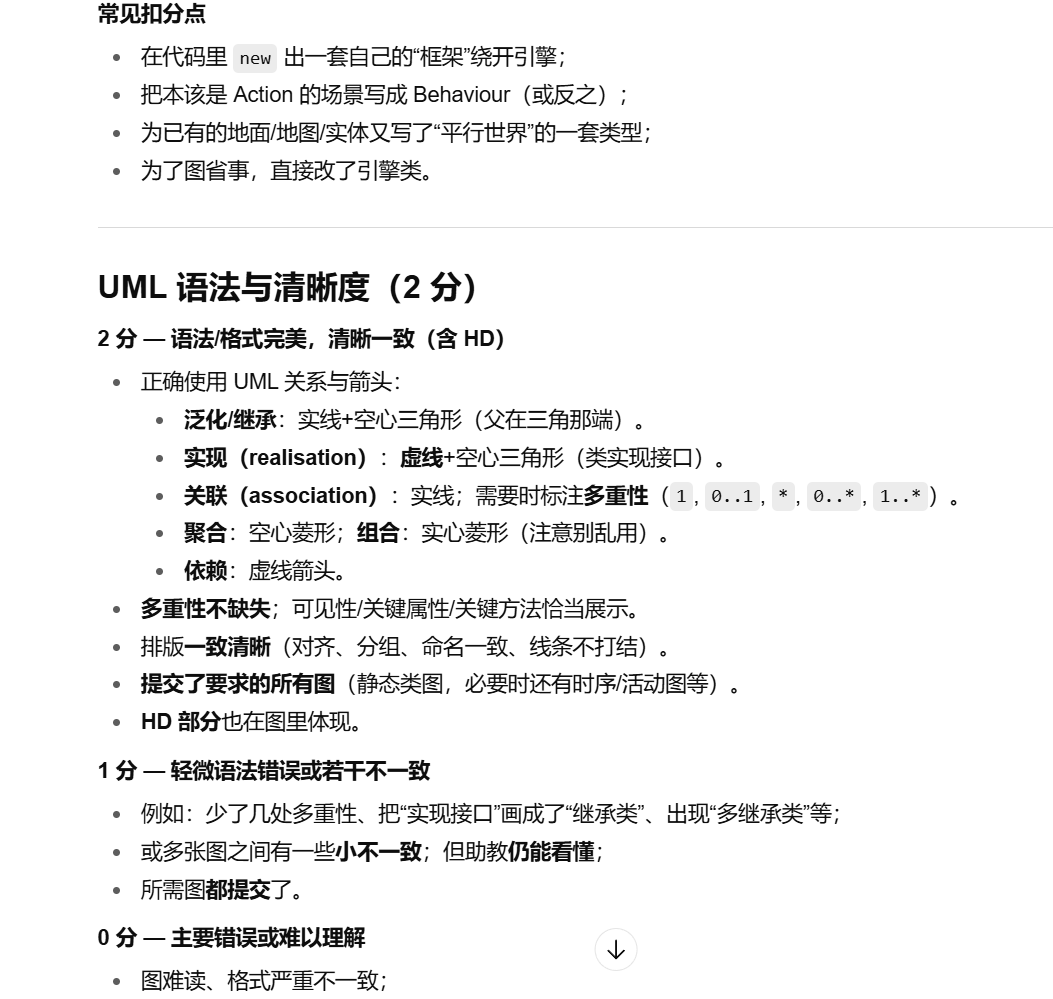 常见扣分点
在代码里 new 出一套自己的“框架”绕开引擎；
把本该是 Action 的场景写成 Behaviour（或反之）；
为已有的地面/地图/实体又写了“平行世界”的一套类型；
为了图省事，直接改了引擎类。
UML 语法与清晰度（2 分）
2 分 — 语法/格式完美，清晰一致（含 HD）
正确使用 UML 关系与箭头：
泛化/继承：实线+空心三角形（父在三角那端）。
实现（realisation）：虚线+空心三角形（类实现接口）。
关联（association）：实线；需要时标注多重性（1, 0..1, *, 0..*, 1..*）。
聚合：空心菱形；组合：实心菱形（注意别乱用）。
依赖：虚线箭头。
多重性不缺失；可见性/关键属性/关键方法恰当展示。
排版一致清晰（对齐、分组、命名一致、线条不打结）。
提交了要求的所有图（静态类图，必要时还有时序/活动图等）。
HD 部分也在图里体现。
1 分 — 轻微语法错误或若干不一致
例如：少了几处多重性、把“实现接口”画成了“继承类”、出现“多继承类”等；
或多张图之间有一些小不一致；但助教仍能看懂；
所需图都提交了。
0 分 — 主要错误或难以理解
图难读、格式严重不一致；